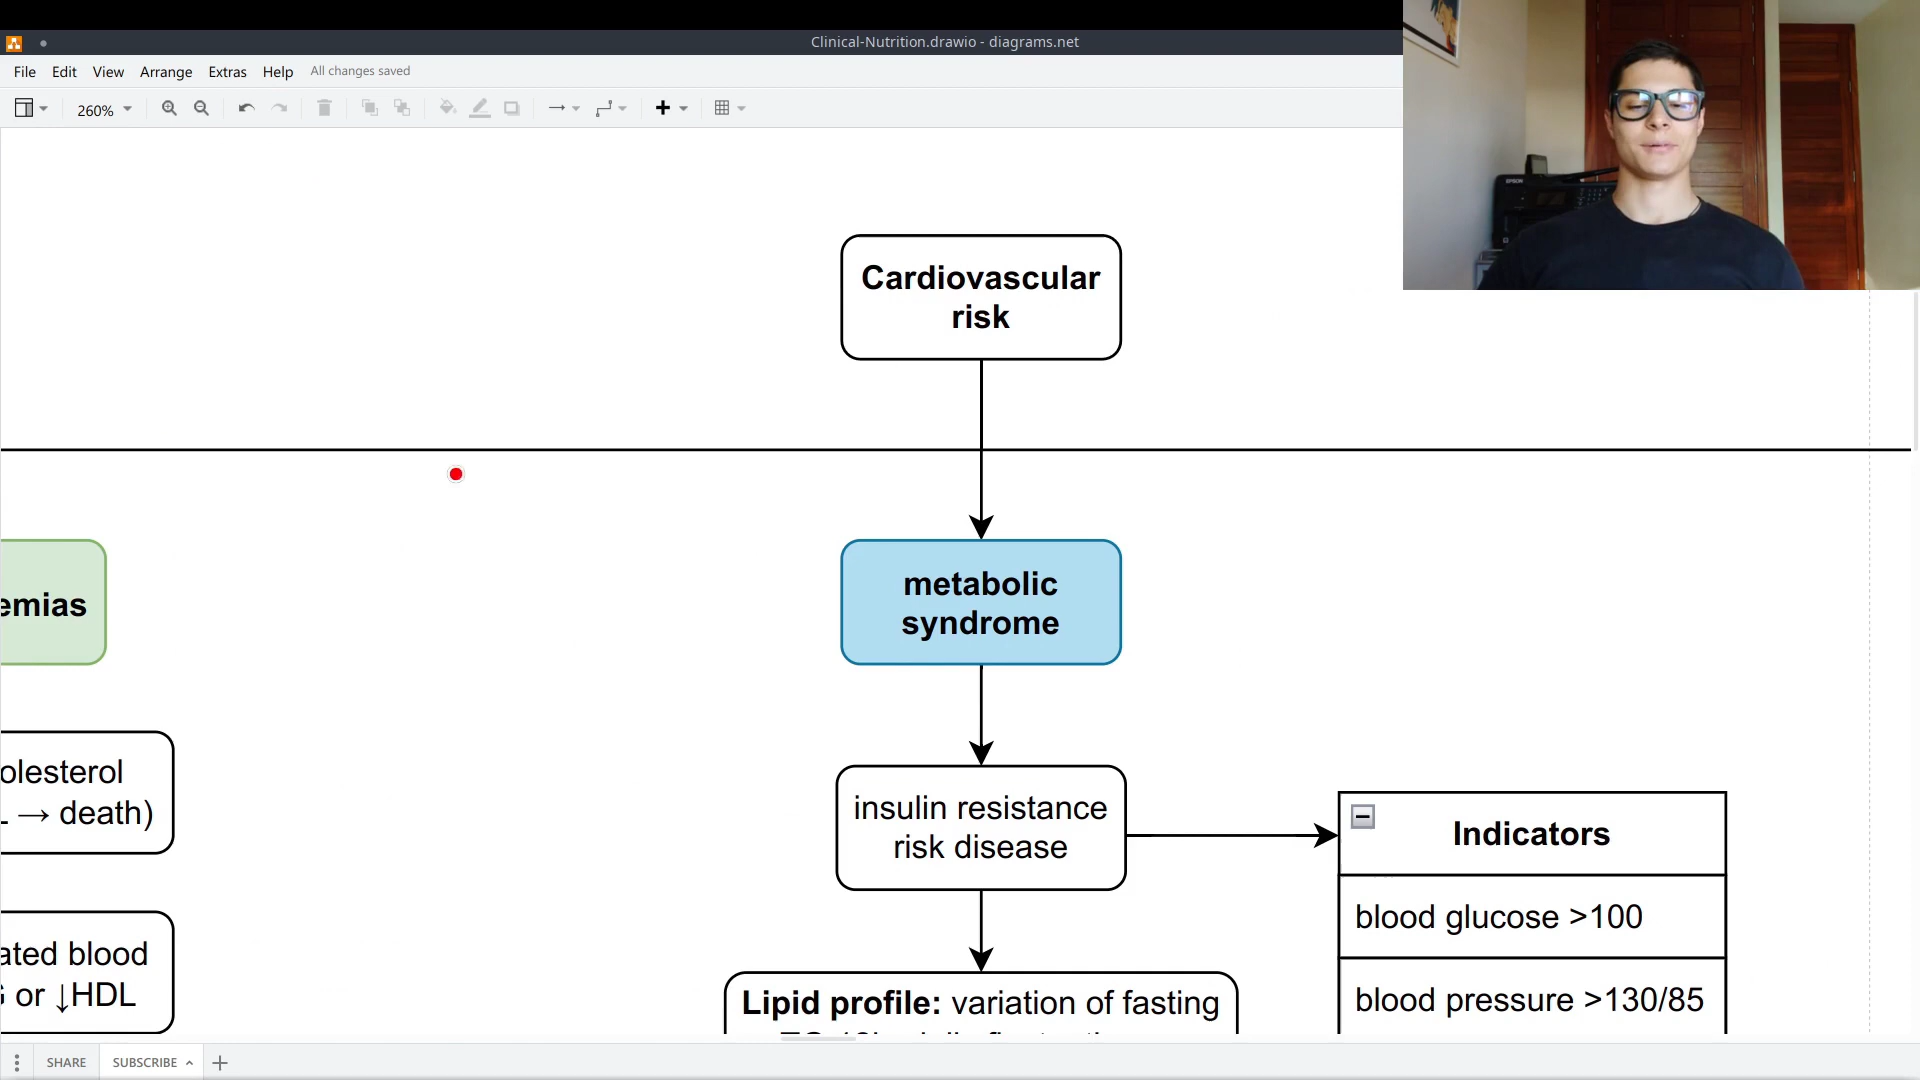 Clinical-Nutrition.drawio - diagrams.net
File Edit View Arrange Extras Help All changes saved
260%
EPSON
Cardiovascular
risk
emias
metabolic
syndrome
olesterol
→ death)
insulin resistance
risk disease
Indicators
blood glucose >100
ated blood
or ↓HDL
blood pressure >130/85
Lipid profile: variation of fasting
SHARE SUBSCRIBE